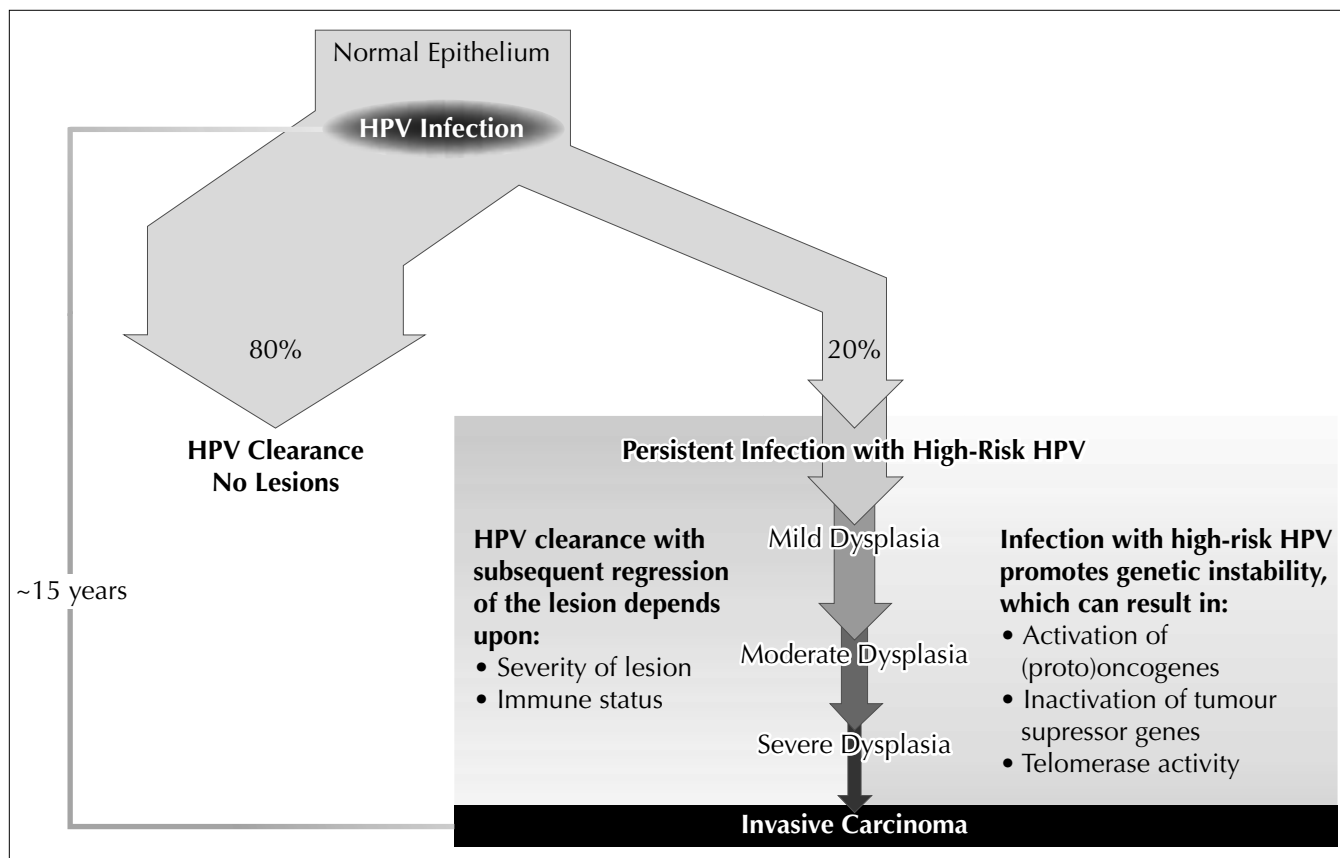 Normal Epithelium
HPV Infection
80%
20%
HPV Clearance
No Lesions
~15 years
Persistent Infection with High-Risk HPV
HPV clearance with
subsequent regression
of the lesion depends
upon:
• Severity of lesion
• Immune status
Mild Dysplasia
Moderate Dysplasia
Severe Dysplasia
Infection with high-risk HPV
promotes genetic instability,
which can result in:
• Activation of
(proto)oncogenes
• Inactivation of tumour
supressor genes
• Telomerase activity
Invasive Carcinoma